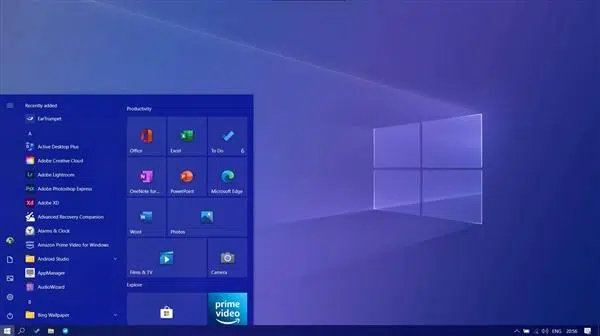 Recently added
EarTrumpet
A
Active Desktop Plus
Adobe Creative Cloud
Adobe Lightroom
Adobe Photoshop Express
Adobe XD
Advanced Recovery Companion
Alarms & Clock
Amazon Prime Video for Windows
Android Studio
AppManager
AudioWizard
B
Bing Wallpaper
Productivity
Office
Excel
To Do 6
OneNote for...
PowerPoint
Microsoft Edge
Word
Photos
Films & TV
Camera
Explore
prime
video
ENG 20:56